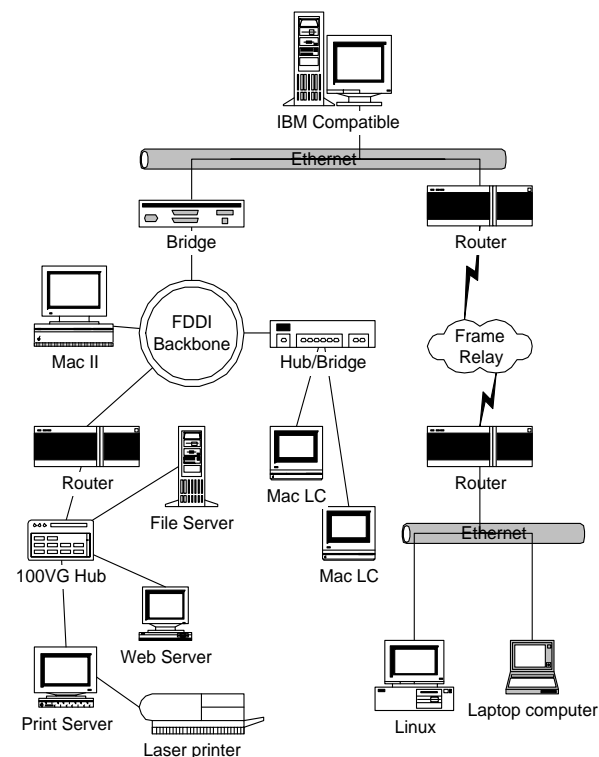 IBM Compatible
Ethernet
Bridge
Router
Mac II
FDDI
Backbone
Hub/Bridge
Frame
Relay
Router
File Server
Mac LC
Router
100VG Hub
Mac LC
Ethernet
Web Server
Print Server
Laser printer
Linux
Laptop computer